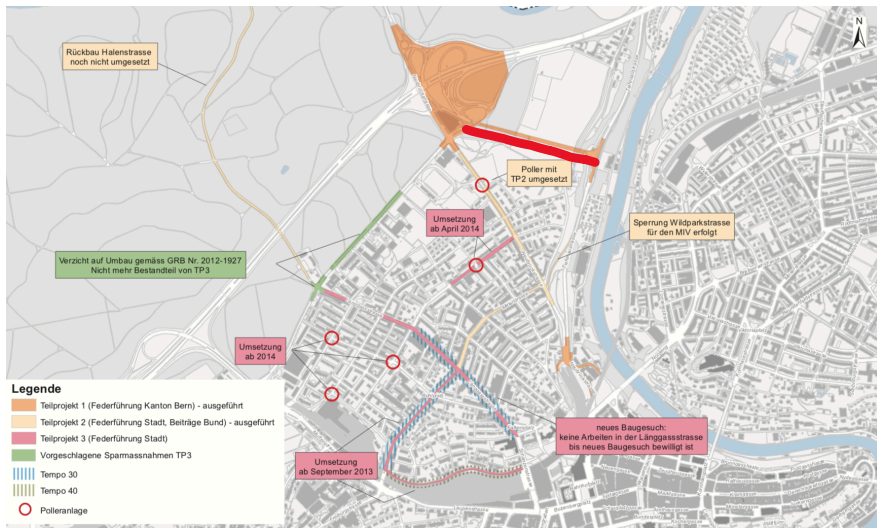 N
Rückbau Halenstrasse
noch nicht umgesetzt
Poller mit
TP2 umgesetzt
Umsetzung
ab April 2014
Sperrung Wildparkstrasse
für den MIV erfolgt
Verzicht auf Umbau gemäss GRB Nr. 2012-1927
Nicht mehr Bestandteil von TP3
Umsetzung
ab 2014
Legende
Teilprojekt 1 (Federführung Kanton Bern) - ausgeführt
Teilprojekt 2 (Federführung Stadt, Beiträge Bund) - ausgeführt
Teilprojekt 3 (Federführung Stadt)
Vorgeschlagene Sparmassnahmen TP3
Tempo 30
Tempo 40
Polleranlage
neues Baugesuch:
keine Arbeiten in der Länggassstrasse
bis neues Baugesuch bewilligt ist
Umsetzung
ab September 2013